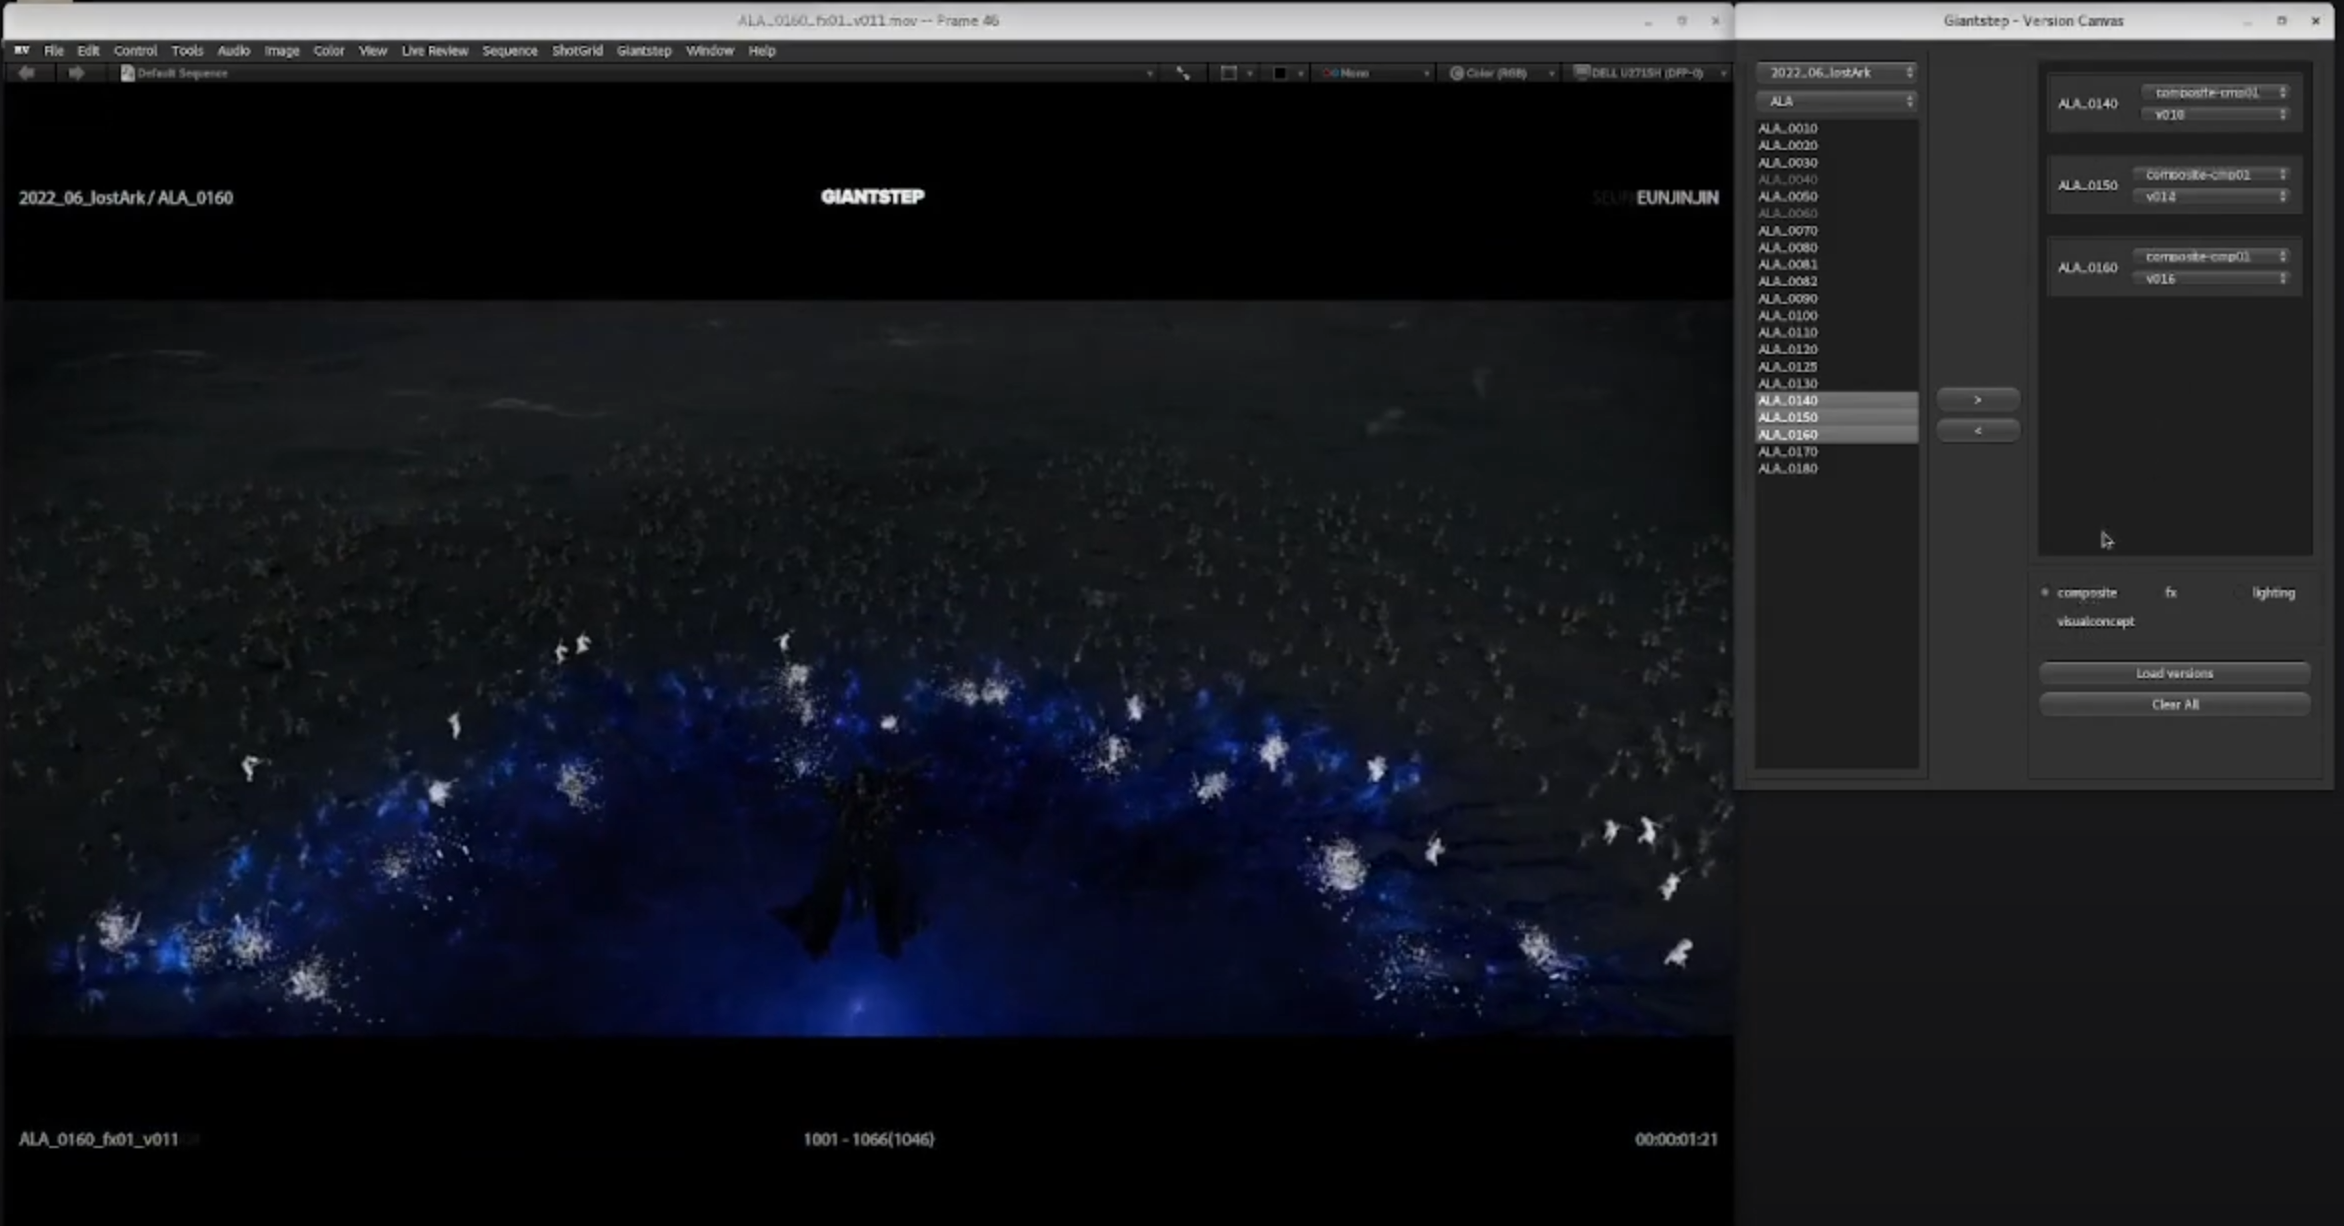 ALA_0160_fx01_v011.mov -- Frame 46
RV File Edit Control Tools Audio Image Color View Live Review Sequence ShotGrid Giantstep Window Help
Default Sequence
Mono
Color (RGB)
DELL U2715H (DFP-0)
2022_06_lostArk / ALA_0160
GIANTSTEP
EUNJINJIN
ALA_0160_fx01_v011
1001 - 1066(1046)
00:00:01:21
Giantstep - Version Canvas
2022_06_lostArk
ALA
ALA_0010
ALA_0020
ALA_0030
ALA_0040
ALA_0050
ALA_0060
ALA_0070
ALA_0080
ALA_0081
ALA_0082
ALA_0090
ALA_0100
ALA_0110
ALA_0120
ALA_0125
ALA_0130
ALA_0140
ALA_0150
ALA_0160
ALA_0170
ALA_0180
>
<
ALA_0140
composite-cmp01
ALA_0150
composite-cmp01
v014
ALA_0160
composite-cmp01
v016
composite fx lighting
visualconcept
Load versions
Clear All